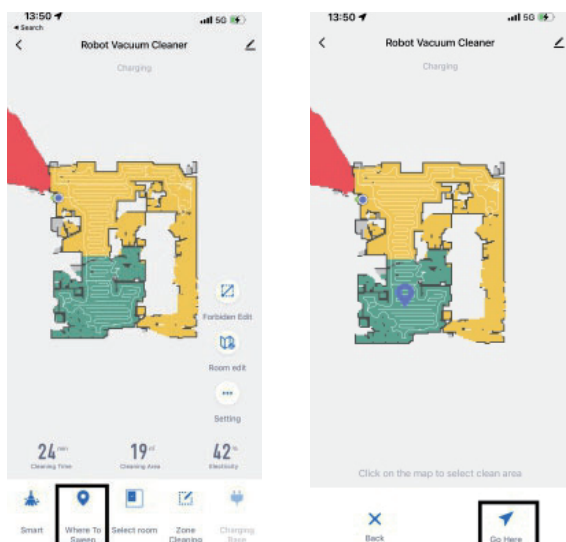 13:50
5G
Search
Robot Vacuum Cleaner
Charging
Forbiden Edit
Room edit
Setting
24 min
19
42 %
Cleaning Time
Cleaning Area
Electricity
Smart
Where To Sweep
Select room
Zone Cleaning
Charging Base
13:50
5G
Robot Vacuum Cleaner
Charging
Click on the map to select clean area
Back
Go Here